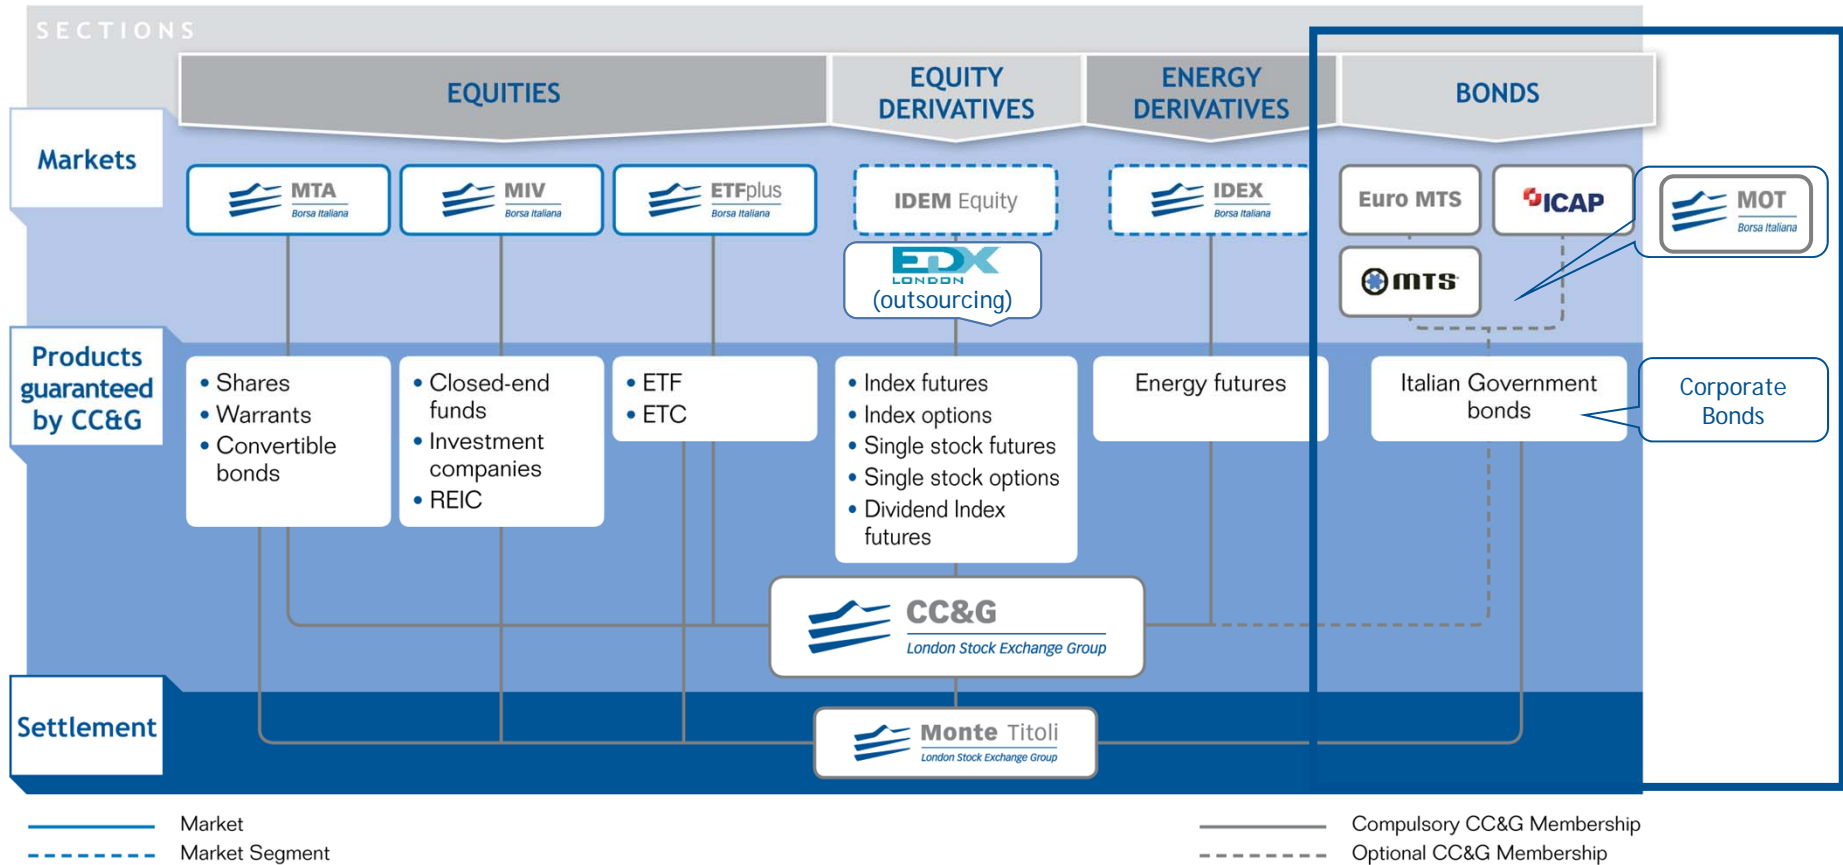 SECTIONS
EQUITIES
EQUITY
DERIVATIVES
ENERGY
DERIVATIVES
BONDS
Markets
MTA
Borsa Italiana
MIV
Borsa Italiana
ETFplus
Borsa Italiana
IDEM Equity
IDEX
Borsa Italiana
Euro MTS
ICAP
MOT
Borsa Italiana
EDX
LONDON
(outsourcing)
MTS
Products
guaranteed
by CC&G
• Shares
• Warrants
• Convertible
bonds
• Closed-end
funds
• Investment
companies
• REIC
• ETF
• ETC
• Index futures
• Index options
• Single stock futures
• Single stock options
• Dividend Index
futures
Energy futures
Italian Government
bonds
Corporate
Bonds
CC&G
London Stock Exchange Group
Settlement
Monte Titoli
London Stock Exchange Group
Market
Market Segment
Compulsory CC&G Membership
Optional CC&G Membership